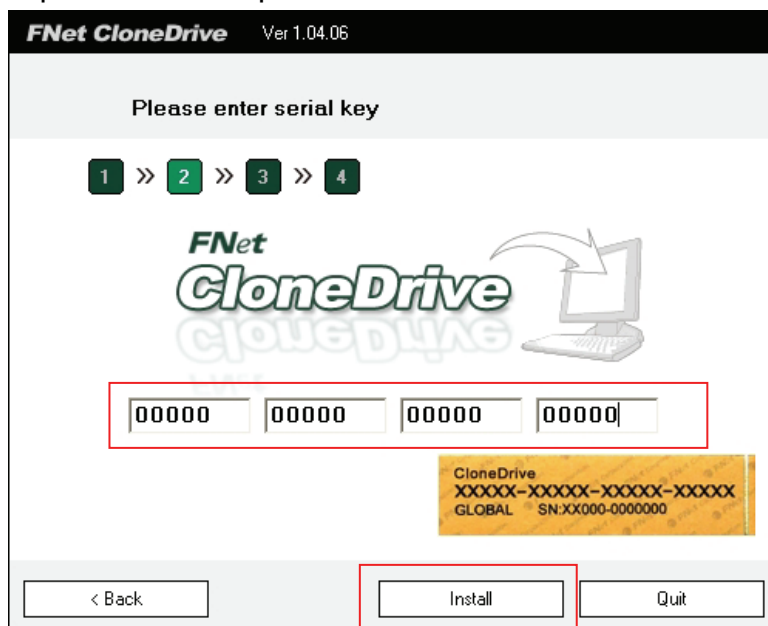 FNet CloneDrive Ver 1.04.06
Please enter serial key
1 » 2 » 3 » 4
FNet
CloneDrive
00000 00000 00000 00000
CloneDrive
XXXXX-XXXXX-XXXXX-XXXXX
GLOBAL SN:XX000-0000000
< Back Install Quit